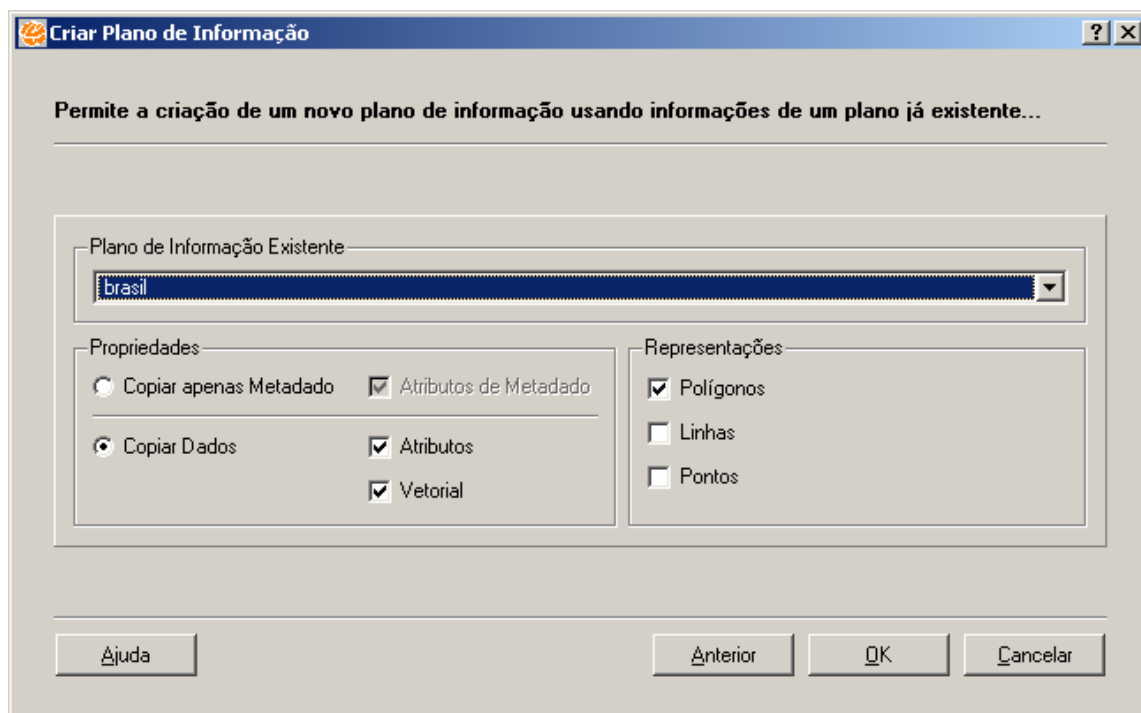 Criar Plano de Informação
Permite a criação de um novo plano de informação usando informações de um plano já existente...
Plano de Informação Existente
brasil
Propriedades
Copiar apenas Metadado
Atributos de Metadado
Copiar Dados
Atributos
Vetorial
Representações
Polígonos
Linhas
Pontos
Ajuda
Anterior
OK
Cancelar